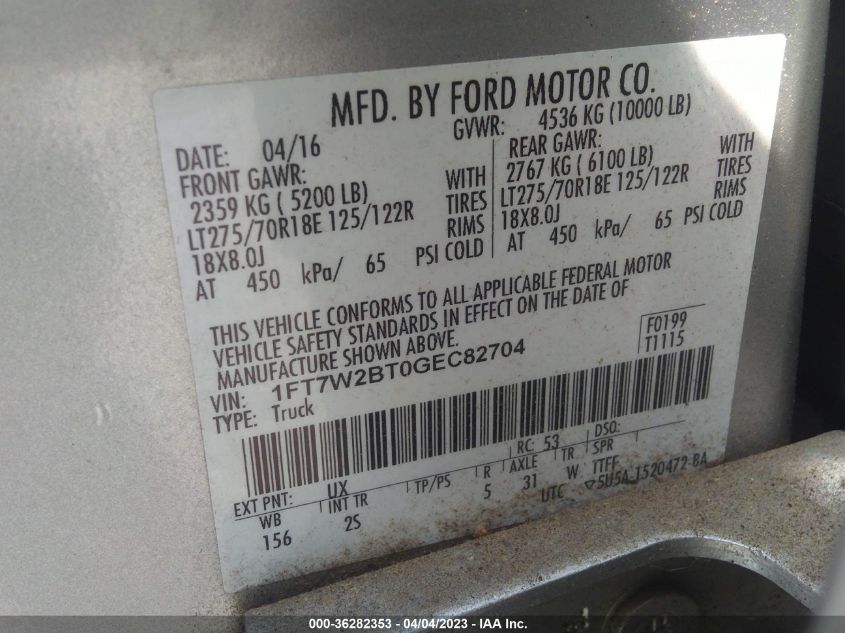 MFD. BY FORD MOTOR CO.
DATE: 04/16
GVWR: 4536 KG (10000 LB)
FRONT GAWR:
2359 KG ( 5200 LB) WITH
LT275/70R18E 125/122R TIRES
18X8.0J RIMS
AT 450 kPa/ 65 PSI COLD
REAR GAWR:
2767 KG ( 6100 LB) WITH
LT275/70R18E 125/122R TIRES
18X8.0J RIMS
AT 450 kPa/ 65 PSI COLD
THIS VEHICLE CONFORMS TO ALL APPLICABLE FEDERAL MOTOR
VEHICLE SAFETY STANDARDS IN EFFECT ON THE DATE OF
MANUFACTURE SHOWN ABOVE.
F0199
T1115
VIN: 1FT7W2BT0GEC82704
TYPE: Truck
EXT PNT: UX RC: 53 DSO:
WB INT TR TP/PS R AXLE TR SPR
156 2S 5 31 W TTFF
UTC ▽5U5A-1520472-BA
000-36282353 - 04/04/2023 - IAA Inc.